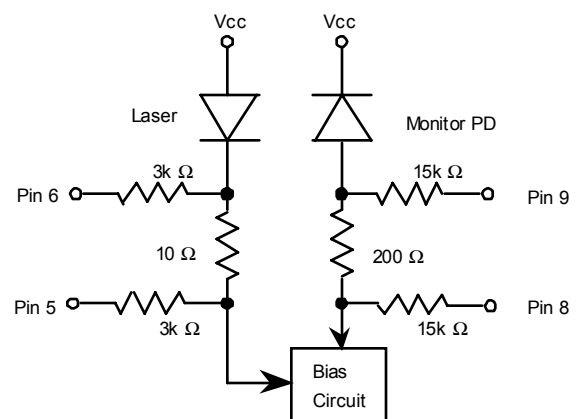 Vcc Vcc
Laser
Monitor PD
3k Ω 15k Ω
Pin 6 Pin 9
10 Ω 200 Ω
Pin 5 Pin 8
3k Ω 15k Ω
Bias
Circuit